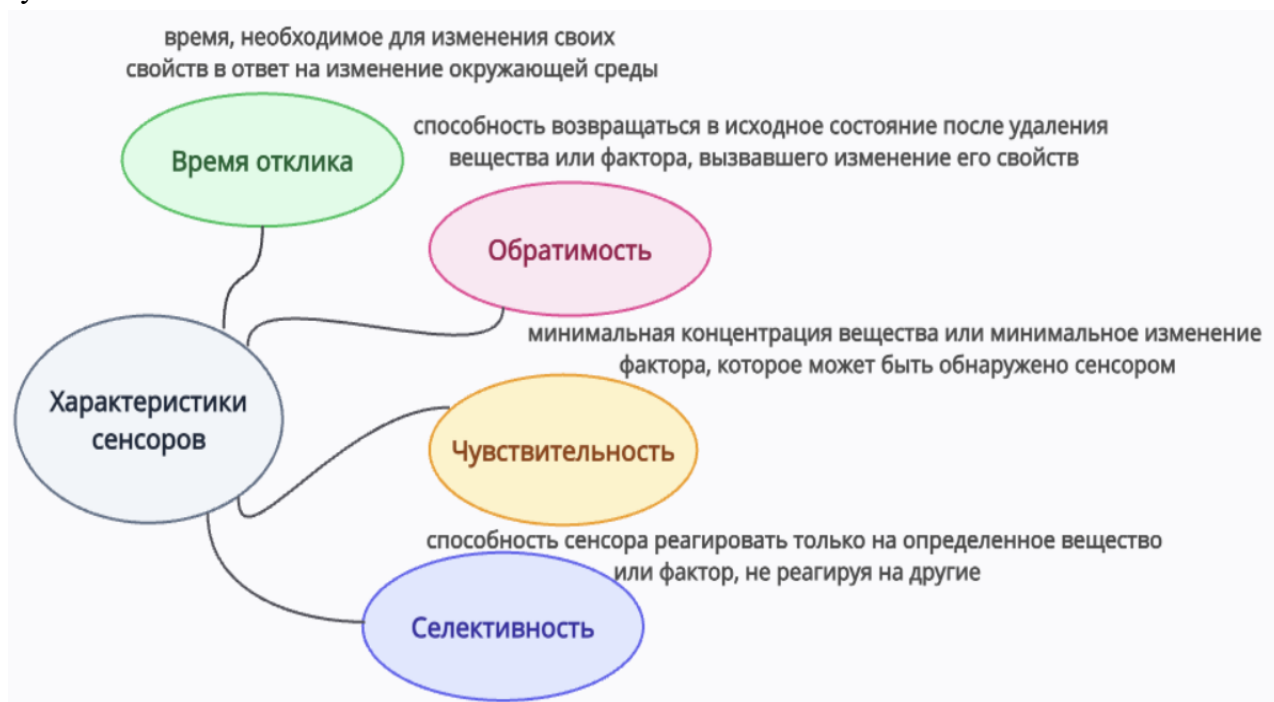 время, необходимое для изменения своих
свойств в ответ на изменение окружающей среды
Время отклика
способность возвращаться в исходное состояние после удаления
вещества или фактора, вызвавшего изменение его свойств
Обратимость
минимальная концентрация вещества или минимальное изменение
фактора, которое может быть обнаружено сенсором
Характеристики
сенсоров
Чувствительность
способность сенсора реагировать только на определенное вещество
или фактор, не реагируя на другие
Селективность